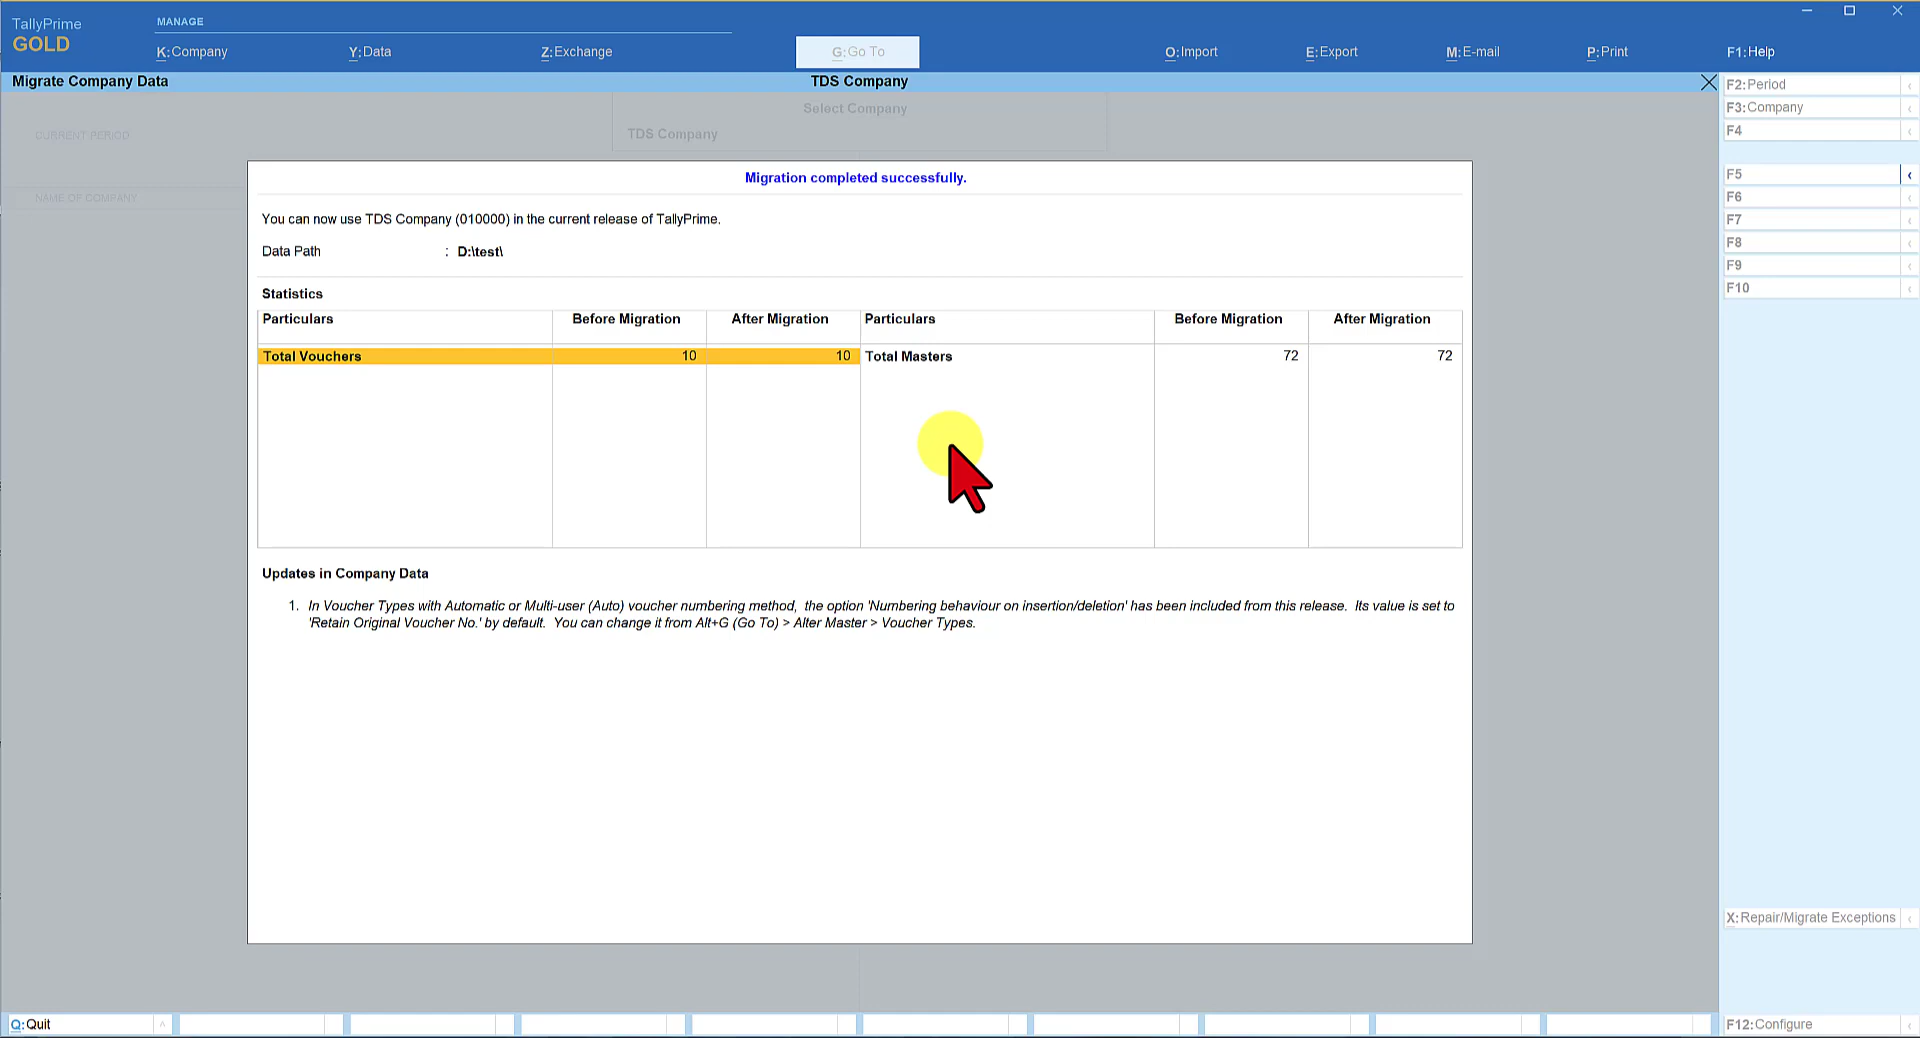 TallyPrime
GOLD
MANAGE
K:Company
Y:Data
Z:Exchange
G:Go To
O:Import
E:Export
M:E-mail
P:Print
F1:Help
Migrate Company Data
TDS Company
F2:Period
F3:Company
F4
F5
F6
F7
F8
F9
F10
Select Company
TDS Company
CURRENT PERIOD
NAME OF COMPANY
Migration completed successfully.
You can now use TDS Company (010000) in the current release of TallyPrime.
Data Path : D:\test\
Statistics
Particulars Before Migration After Migration Particulars Before Migration After Migration
Total Vouchers 10 10 Total Masters 72 72
Updates in Company Data
1. In Voucher Types with Automatic or Multi-user (Auto) voucher numbering method, the option 'Numbering behaviour on insertion/deletion' has been included from this release. Its value is set to
'Retain Original Voucher No.' by default. You can change it from Alt+G (Go To) > Alter Master > Voucher Types.
X:Repair/Migrate Exceptions
Q:Quit
F12:Configure